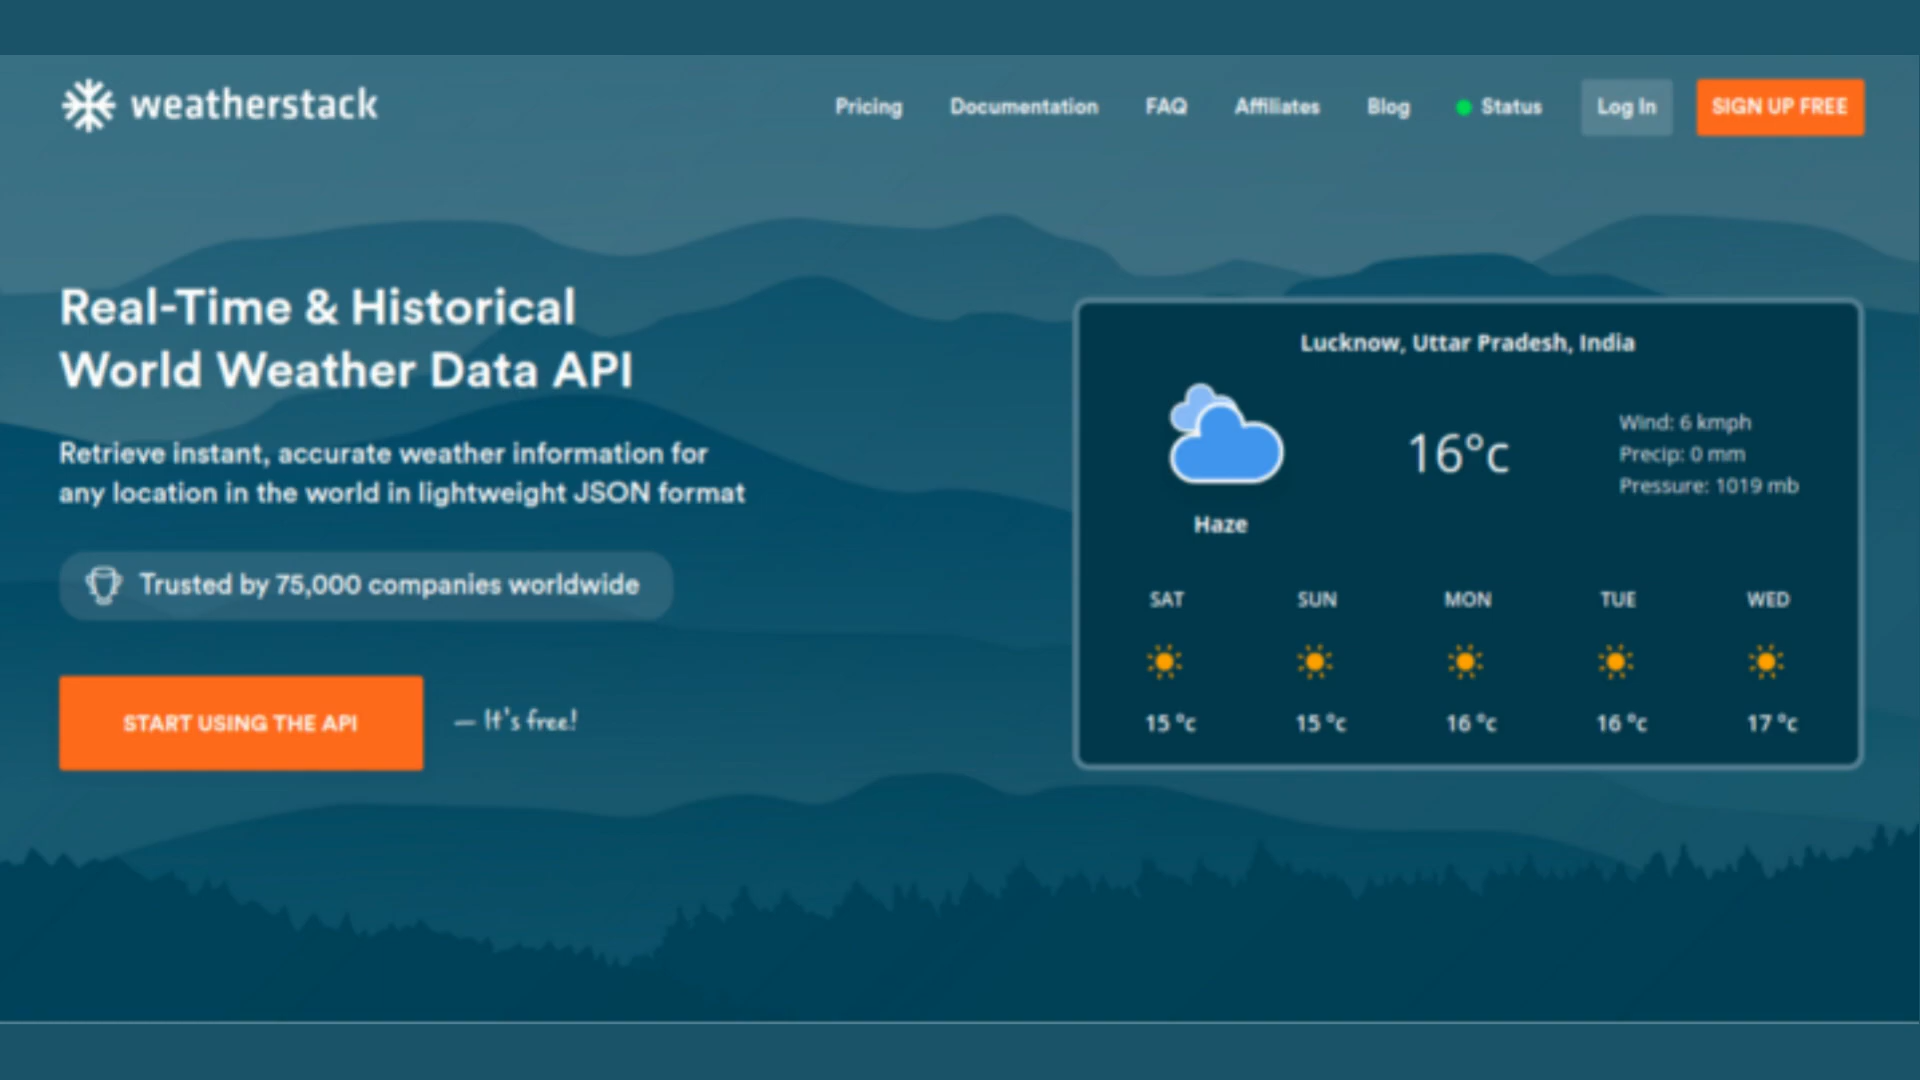 weatherstack
Pricing Documentation FAQ Affiliates Blog Status Log In SIGN UP FREE
Real-Time & Historical
World Weather Data API
Retrieve instant, accurate weather information for
any location in the world in lightweight JSON format
Trusted by 75,000 companies worldwide
START USING THE API
— It's free!
Lucknow, Uttar Pradesh, India
Haze
16°c
Wind: 6 kmph
Precip: 0 mm
Pressure: 1019 mb
SAT SUN MON TUE WED
15 °c 15 °c 16 °c 16 °c 17 °c